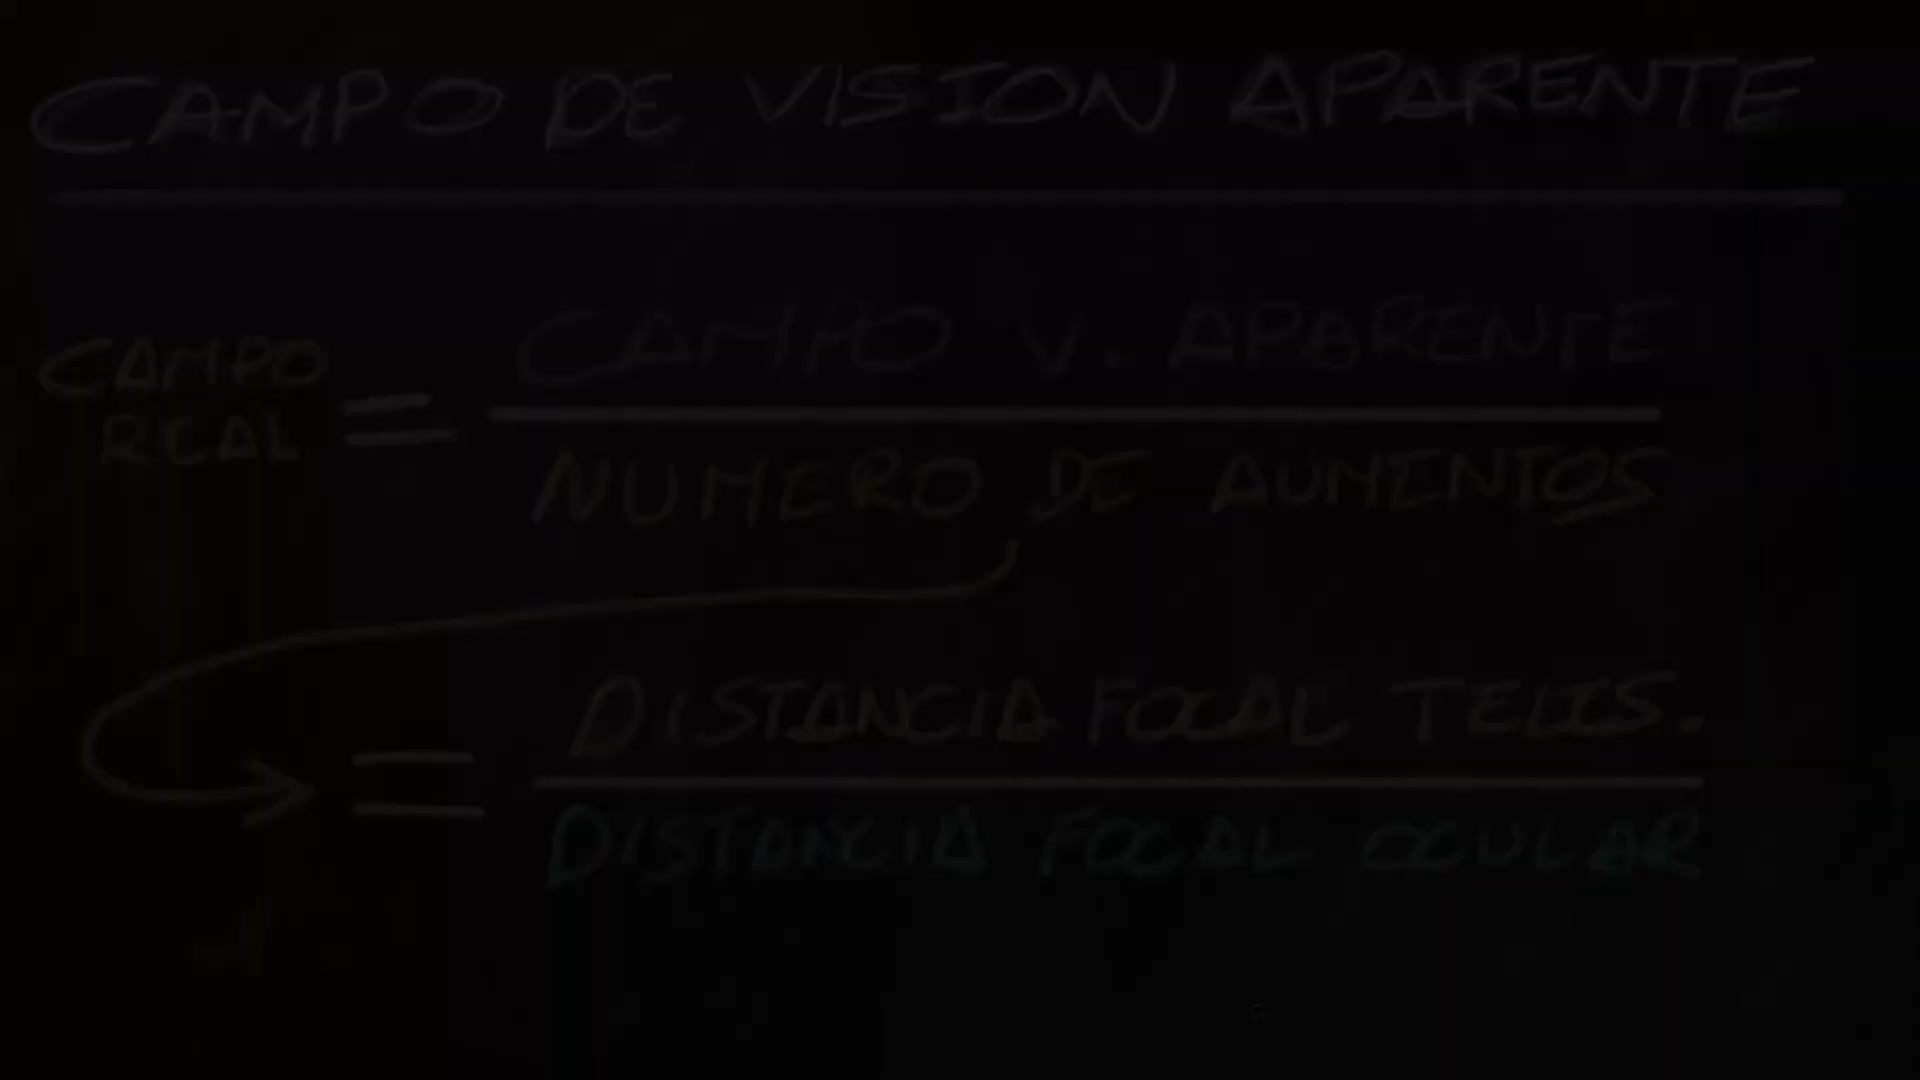 CAMPO DE VISION APARENTE
CAMPO REAL = CAMPO V. APARENTE
NUMERO DE AUMENTOS
= DISTANCIA FOCAL TELES.
DISTANCIA FOCAL OCULAR